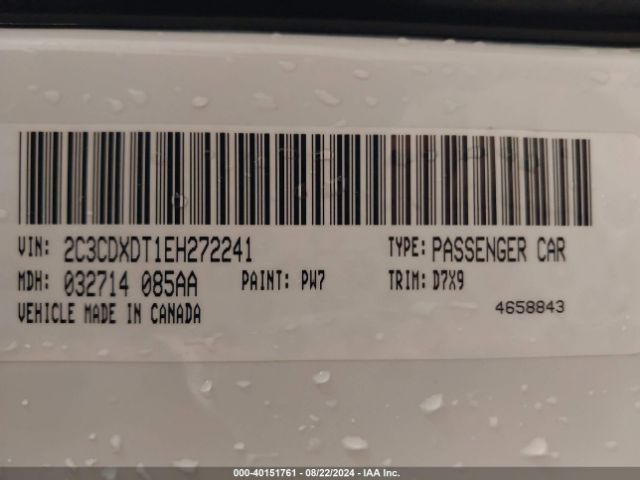 VIN: 2C3CDXDT1EH272241 TYPE: PASSENGER CAR
MDH: 032714 085AA PAINT: PW7 TRIM: D7X9
VEHICLE MADE IN CANADA 4658843
000-40151761 - 08/22/2024 - IAA Inc.